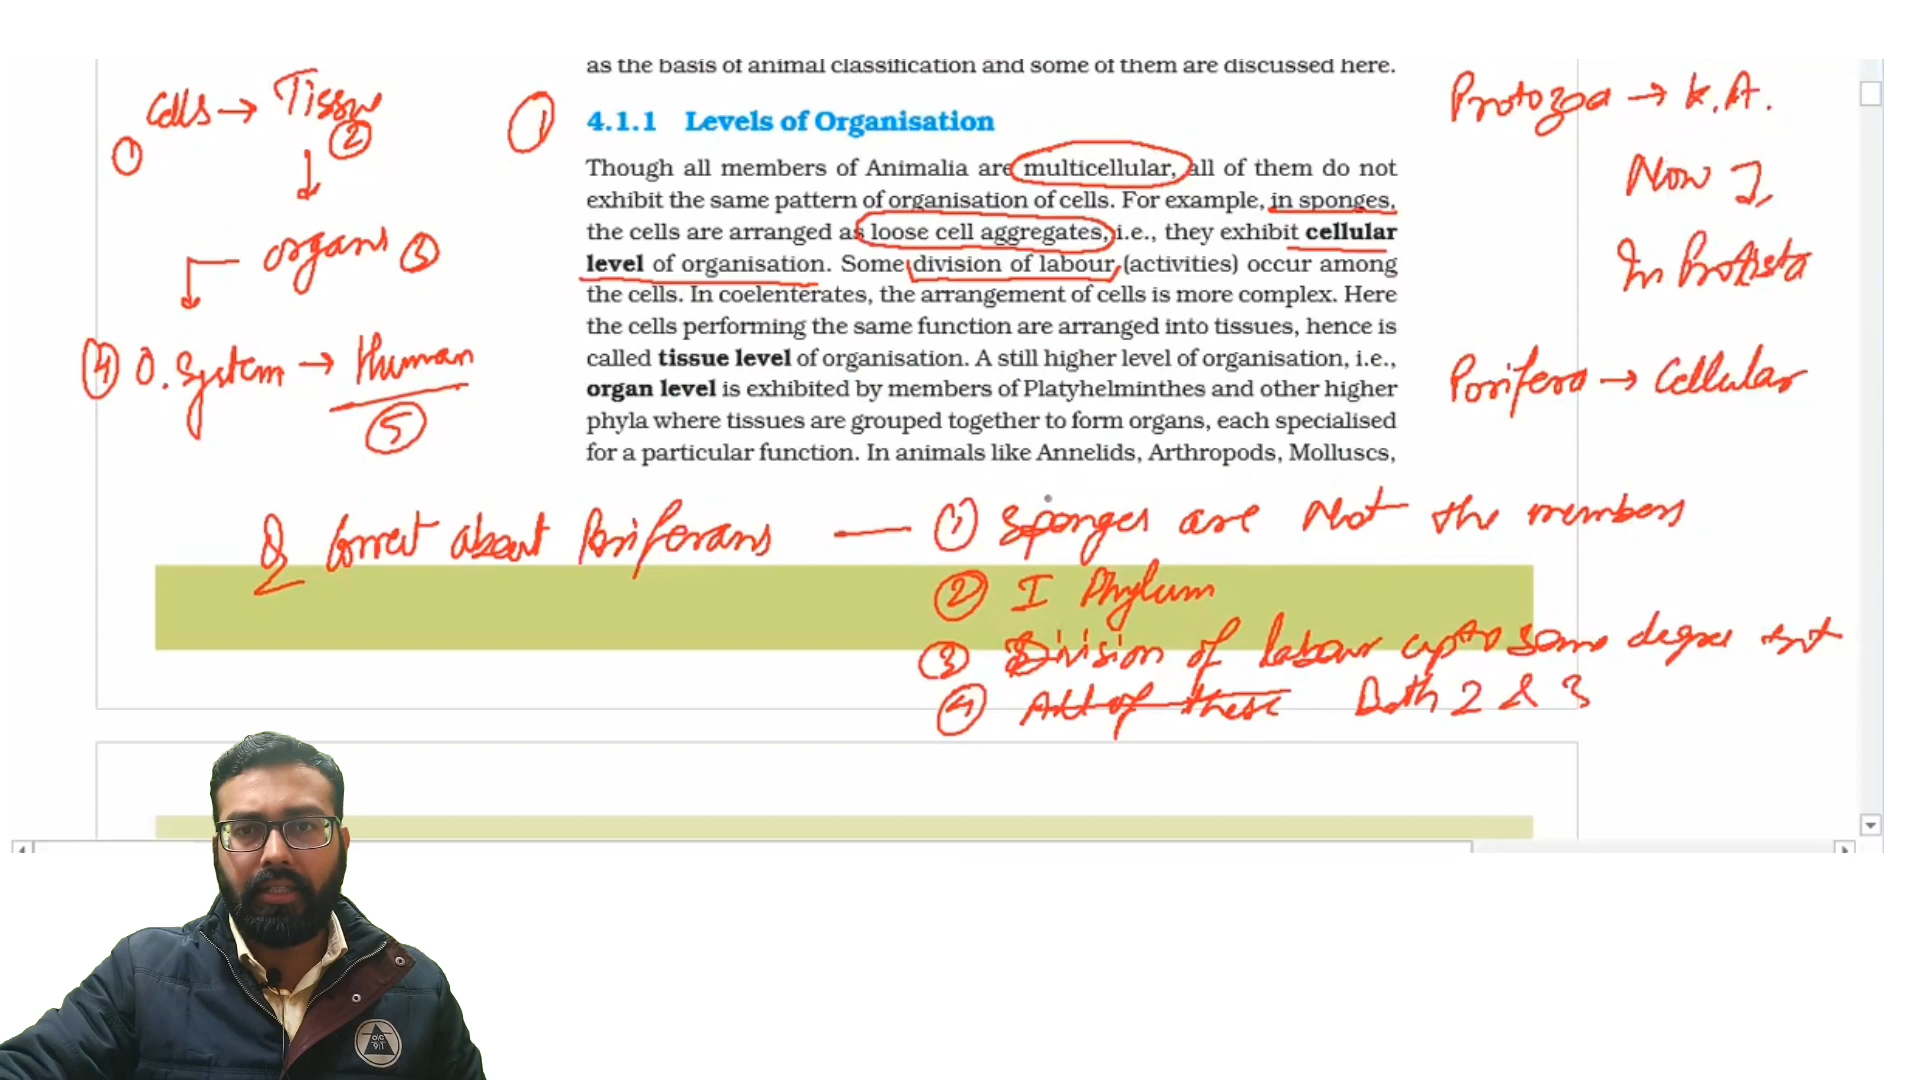 as the basis of animal classification and some of them are discussed here.
4.1.1 Levels of Organisation
Though all members of Animalia are multicellular, all of them do not
exhibit the same pattern of organisation of cells. For example, in sponges,
the cells are arranged as loose cell aggregates, i.e., they exhibit cellular
level of organisation. Some division of labour (activities) occur among
the cells. In coelenterates, the arrangement of cells is more complex. Here
the cells performing the same function are arranged into tissues, hence is
called tissue level of organisation. A still higher level of organisation, i.e.,
organ level is exhibited by members of Platyhelminthes and other higher
phyla where tissues are grouped together to form organs, each specialised
for a particular function. In animals like Annelids, Arthropods, Molluscs,
Cells → Tissue
① ②
organs ③
④ O. System → Human
⑤
①
Protozoa → K.A.
Now
In Protista
Porifera → Cellular
Q Correct about Poriferans — ① Sponges are Not the members
② I Phylum
③ Division of labour upto some degree
④ All of these Both 2 & 3